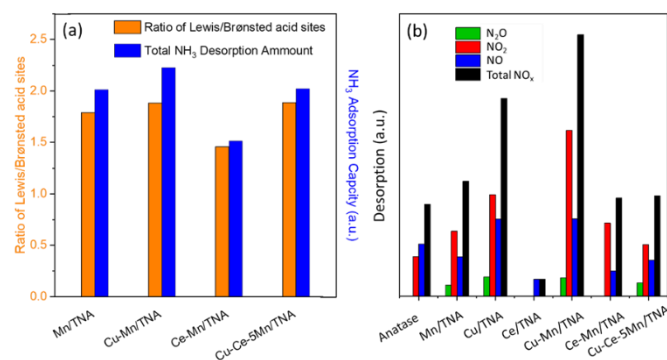 (a)
Ratio of Lewis/Brønsted acid sites
Total NH3 Desorption Ammount
Ratio of Lewis/Brønsted acid sites
2.5
2.0
1.5
1.0
0.5
0.0
Mn/TNA
Cu-Mn/TNA
Ce-Mn/TNA
Cu-Ce-5Mn/TNA
NH3 Adsorption Capcity (a.u.)
(b)
N2O
NO2
NO
Total NOx
Desorption (a.u.)
Anatase
Mn/TNA
Cu/TNA
Ce/TNA
Cu-Mn/TNA
Ce-Mn/TNA
Cu-Ce-5Mn/TNA